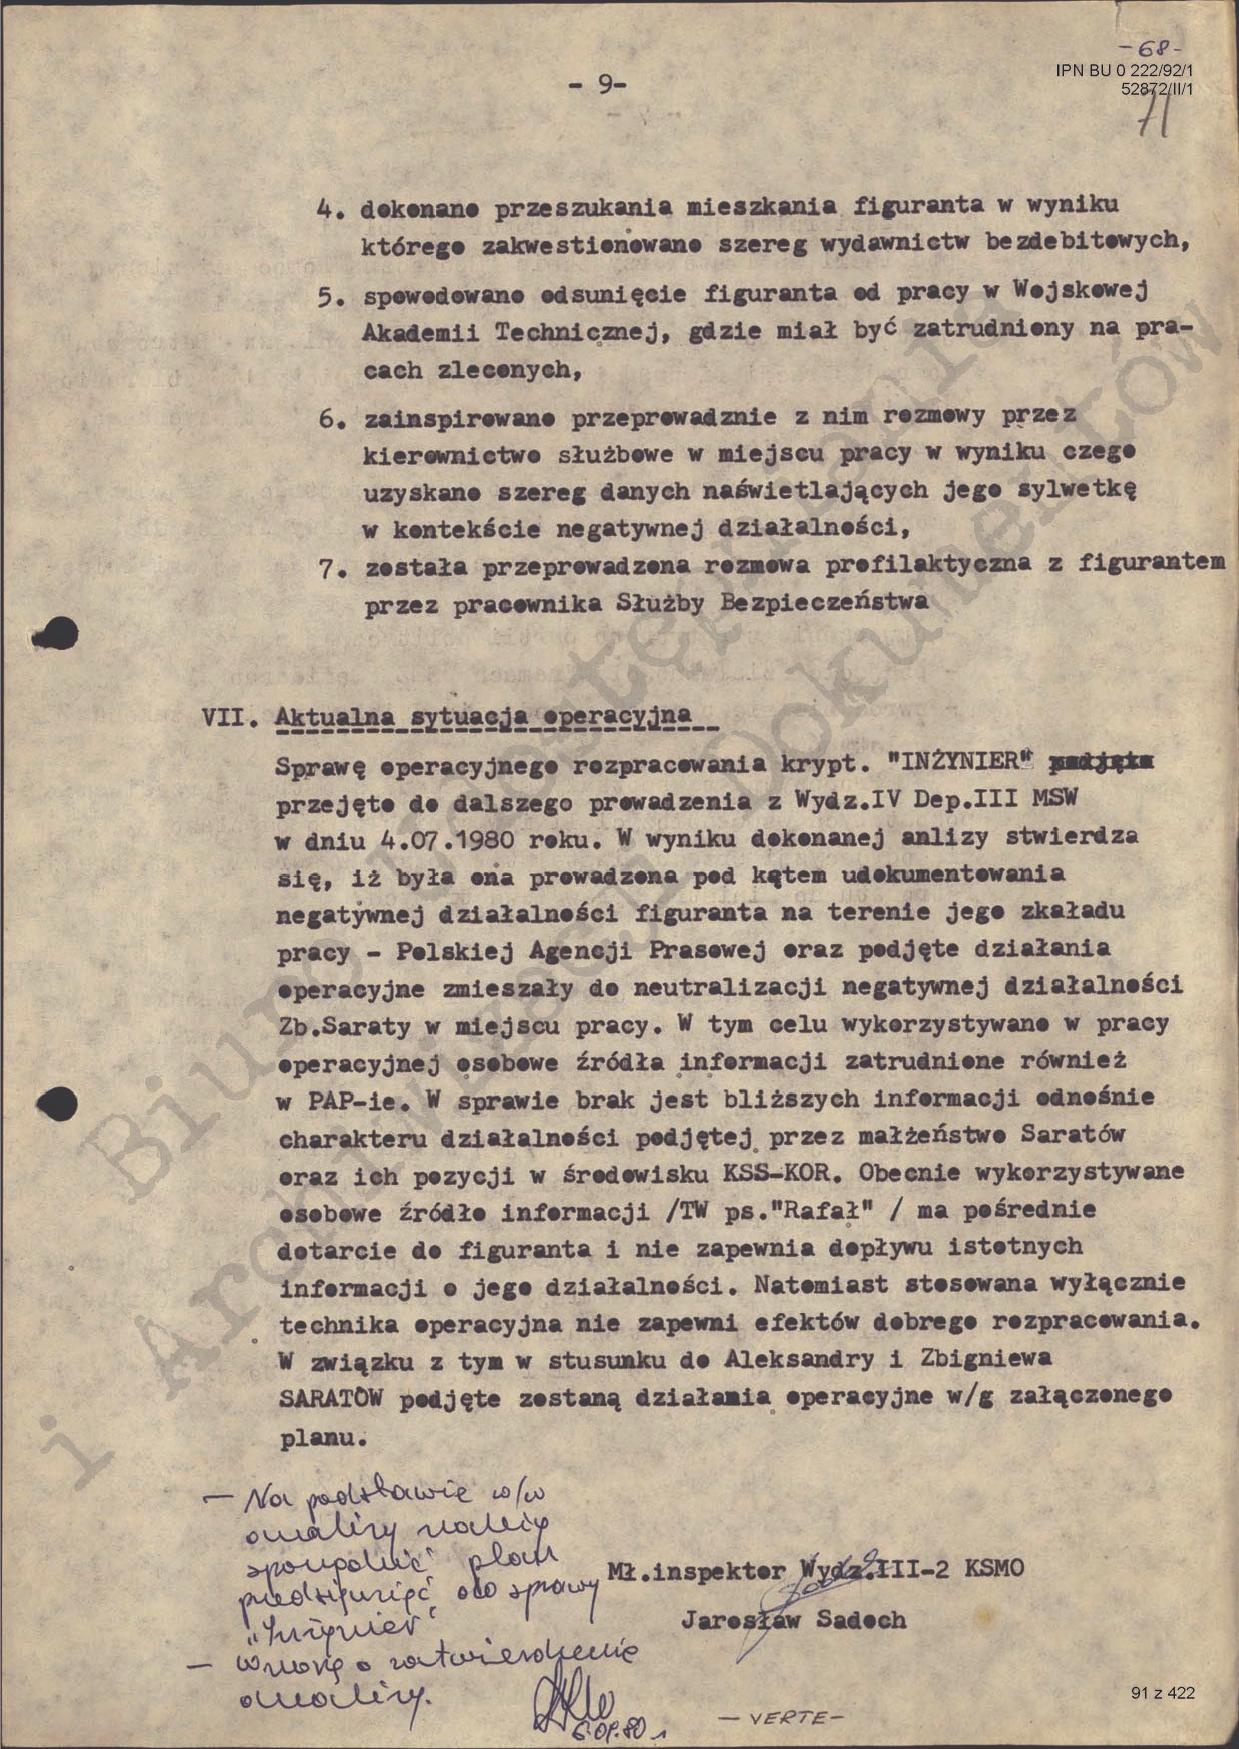 - 68 -
IPN BU 0 222/92/1
52872/II/1
71
- 9-
4. dokonano przeszukania mieszkania figuranta w wyniku
którego zakwestionowano szereg wydawnictw bezdebitowych,
5. spowodowano odsunięcie figuranta od pracy w Wojskowej
Akademii Technicznej, gdzie miał być zatrudniony na pra-
cach zleconych,
6. zainspirowano przeprowadznie z nim rozmowy przez
kierownictwo służbowe w miejscu pracy w wyniku czego
uzyskano szereg danych naświetlających jego sylwetkę
w kontekście negatywnej działalności,
7. została przeprowadzona rozmowa profilaktyczna z figurantem
przez pracownika Służby Bezpieczeństwa
VII. Aktualna sytuacja operacyjna
Sprawę operacyjnego rozpracowania krypt. "INŻYNIER"
przejęto do dalszego prowadzenia z Wydz.IV Dep.III MSW
w dniu 4.07.1980 roku. W wyniku dokonanej anlizy stwierdza
się, iż była ona prowadzona pod kątem udokumentowania
negatywnej działalności figuranta na terenie jego zkaładu
pracy - Polskiej Agencji Prasowej oraz podjęte działania
operacyjne zmieszały do neutralizacji negatywnej działalności
Zb.Saraty w miejscu pracy. W tym celu wykorzystywano w pracy
operacyjnej osobowe źródła informacji zatrudnione również
w PAP-ie. W sprawie brak jest bliższych informacji odnośnie
charakteru działalności podjętej przez małżeństwo Saratów
oraz ich pozycji w środowisku KSS-KOR. Obecnie wykorzystywane
osobowe źródło informacji /TW ps."Rafał" / ma pośrednie
dotarcie do figuranta i nie zapewnia dopływu istotnych
informacji o jego działalności. Natomiast stosowana wyłącznie
technika operacyjna nie zapewni efektów dobrego rozpracowania.
W związku z tym w stusunku do Aleksandry i Zbigniewa
SARATÓW podjęte zostaną działania operacyjne w/g załączonego
planu.
- Na podstawie w/w
analizy należy
sporządzić plan
przedsięwzięć do sprawy
"Inżynier"
- Wnoszę o zatwierdzenie
analizy.
Mł.inspektor Wydz.III-2 KSMO
Jarosław Sadoch
- VERTE -
91 z 422
Biuro Udostępniania
i Archiwizacji Dokumentów